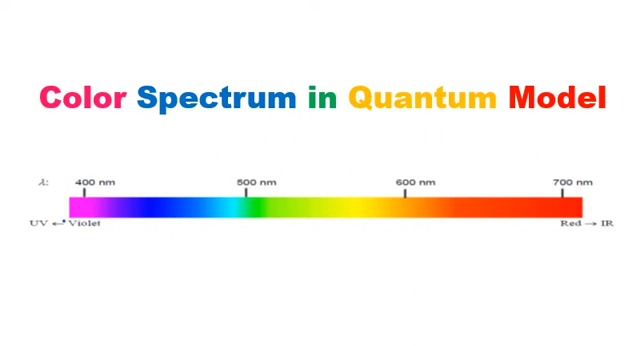 Color Spectrum in Quantum Model
λ: 400 nm 500 nm 600 nm 700 nm
UV ← Violet Red → IR